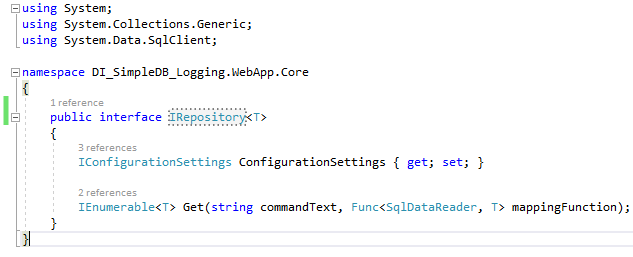 using System;
using System.Collections.Generic;
using System.Data.SqlClient;
namespace DI_SimpleDB_Logging.WebApp.Core
{
1 reference
public interface IRepository<T>
{
3 references
IConfigurationSettings ConfigurationSettings { get; set; }
2 references
IEnumerable<T> Get(string commandText, Func<SqlDataReader, T> mappingFunction);
}
}